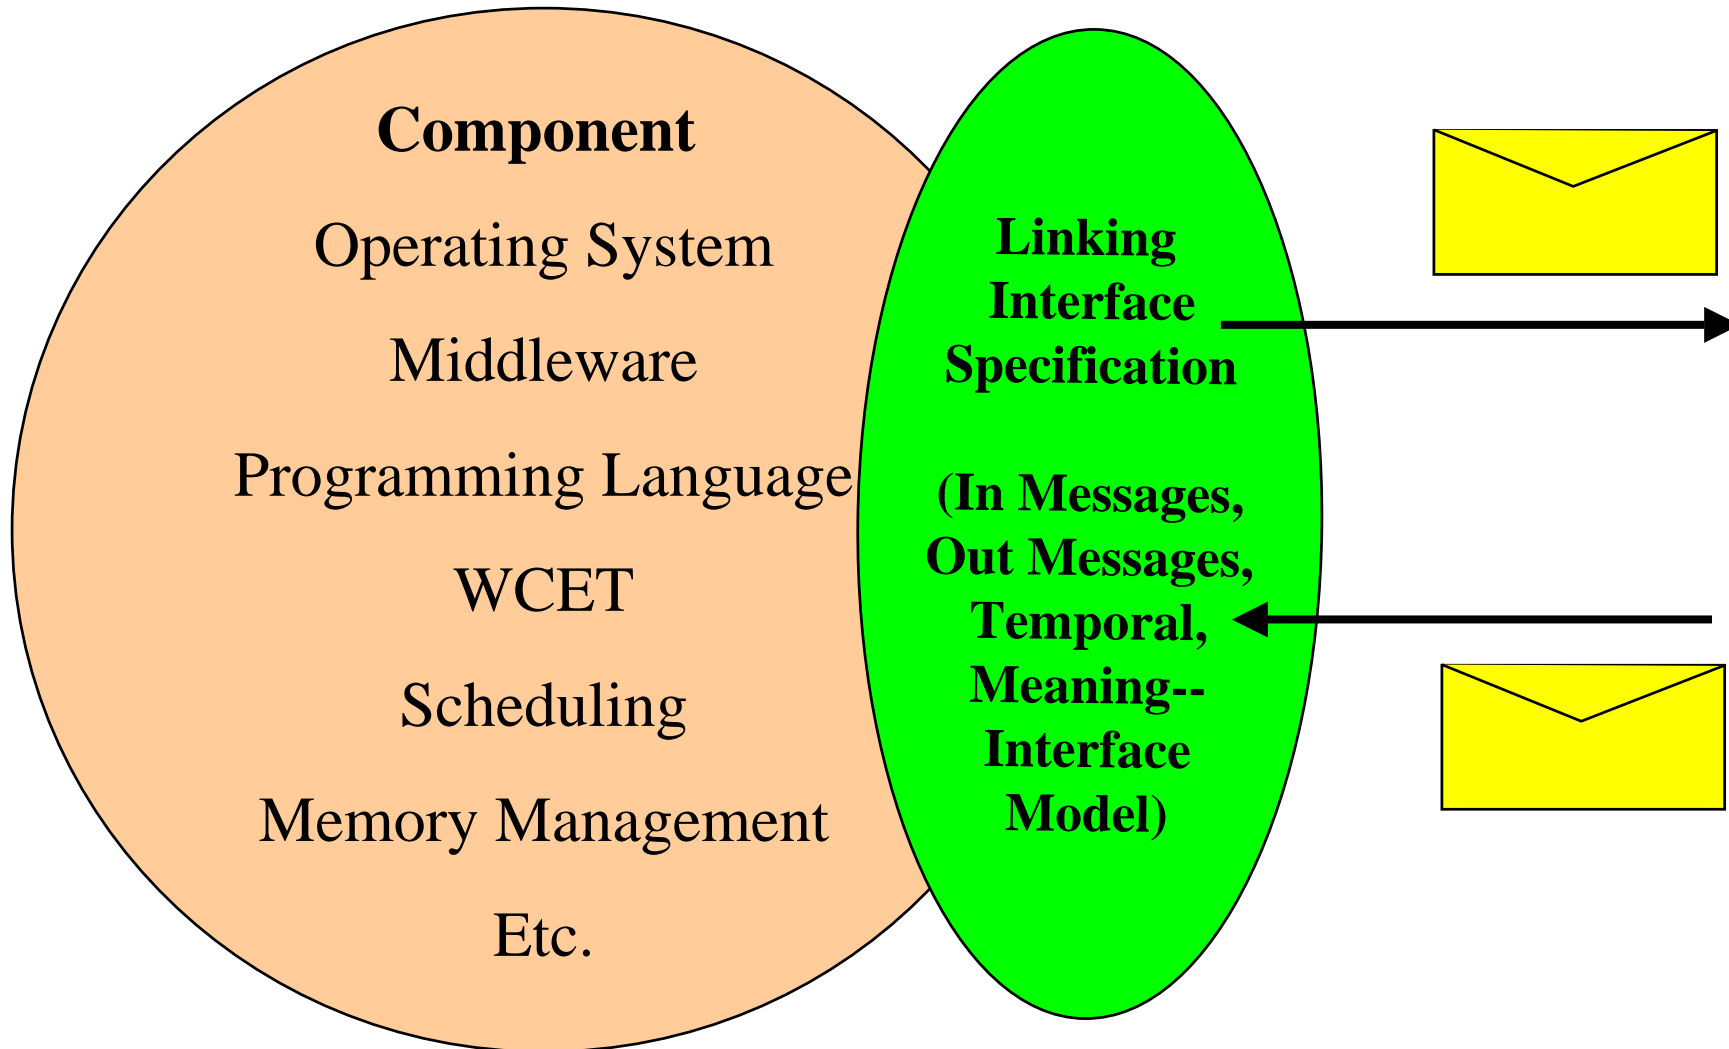 Component
Operating System
Middleware
Programming Language
WCET
Scheduling
Memory Management
Etc.
Linking
Interface
Specification
(In Messages,
Out Messages,
Temporal,
Meaning--
Interface
Model)